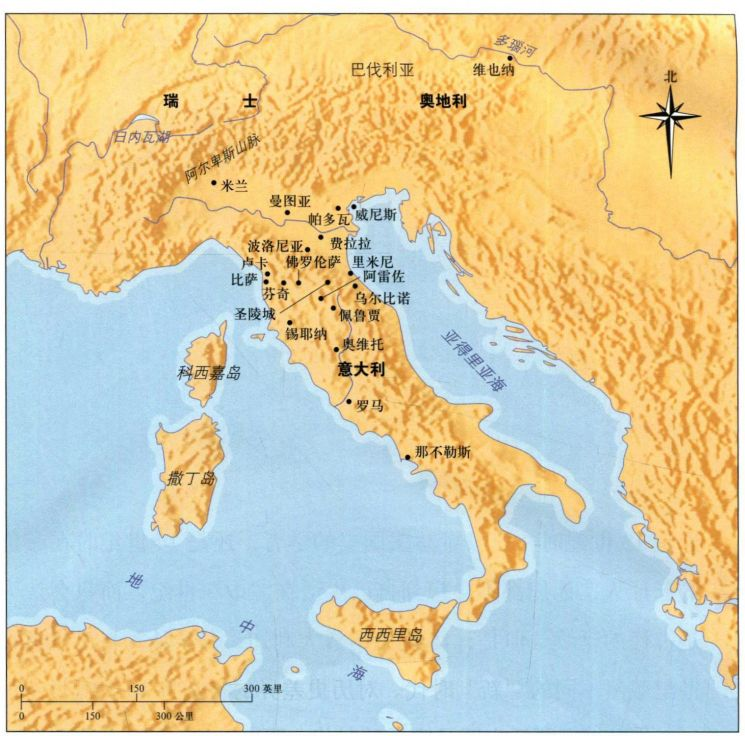 多瑙河
巴伐利亚
维也纳
北
瑞士
奥地利
日内瓦湖
阿尔卑斯山脉
米兰
曼图亚
帕多瓦
威尼斯
波洛尼亚
费拉拉
卢卡
佛罗伦萨
里米尼
比萨
阿雷佐
芬奇
乌尔比诺
圣陵城
佩鲁贾
锡耶纳
奥维托
亚得里亚海
科西嘉岛
意大利
罗马
那不勒斯
撒丁岛
地中海
西西里岛
0 150 300 英里
0 150 300 公里